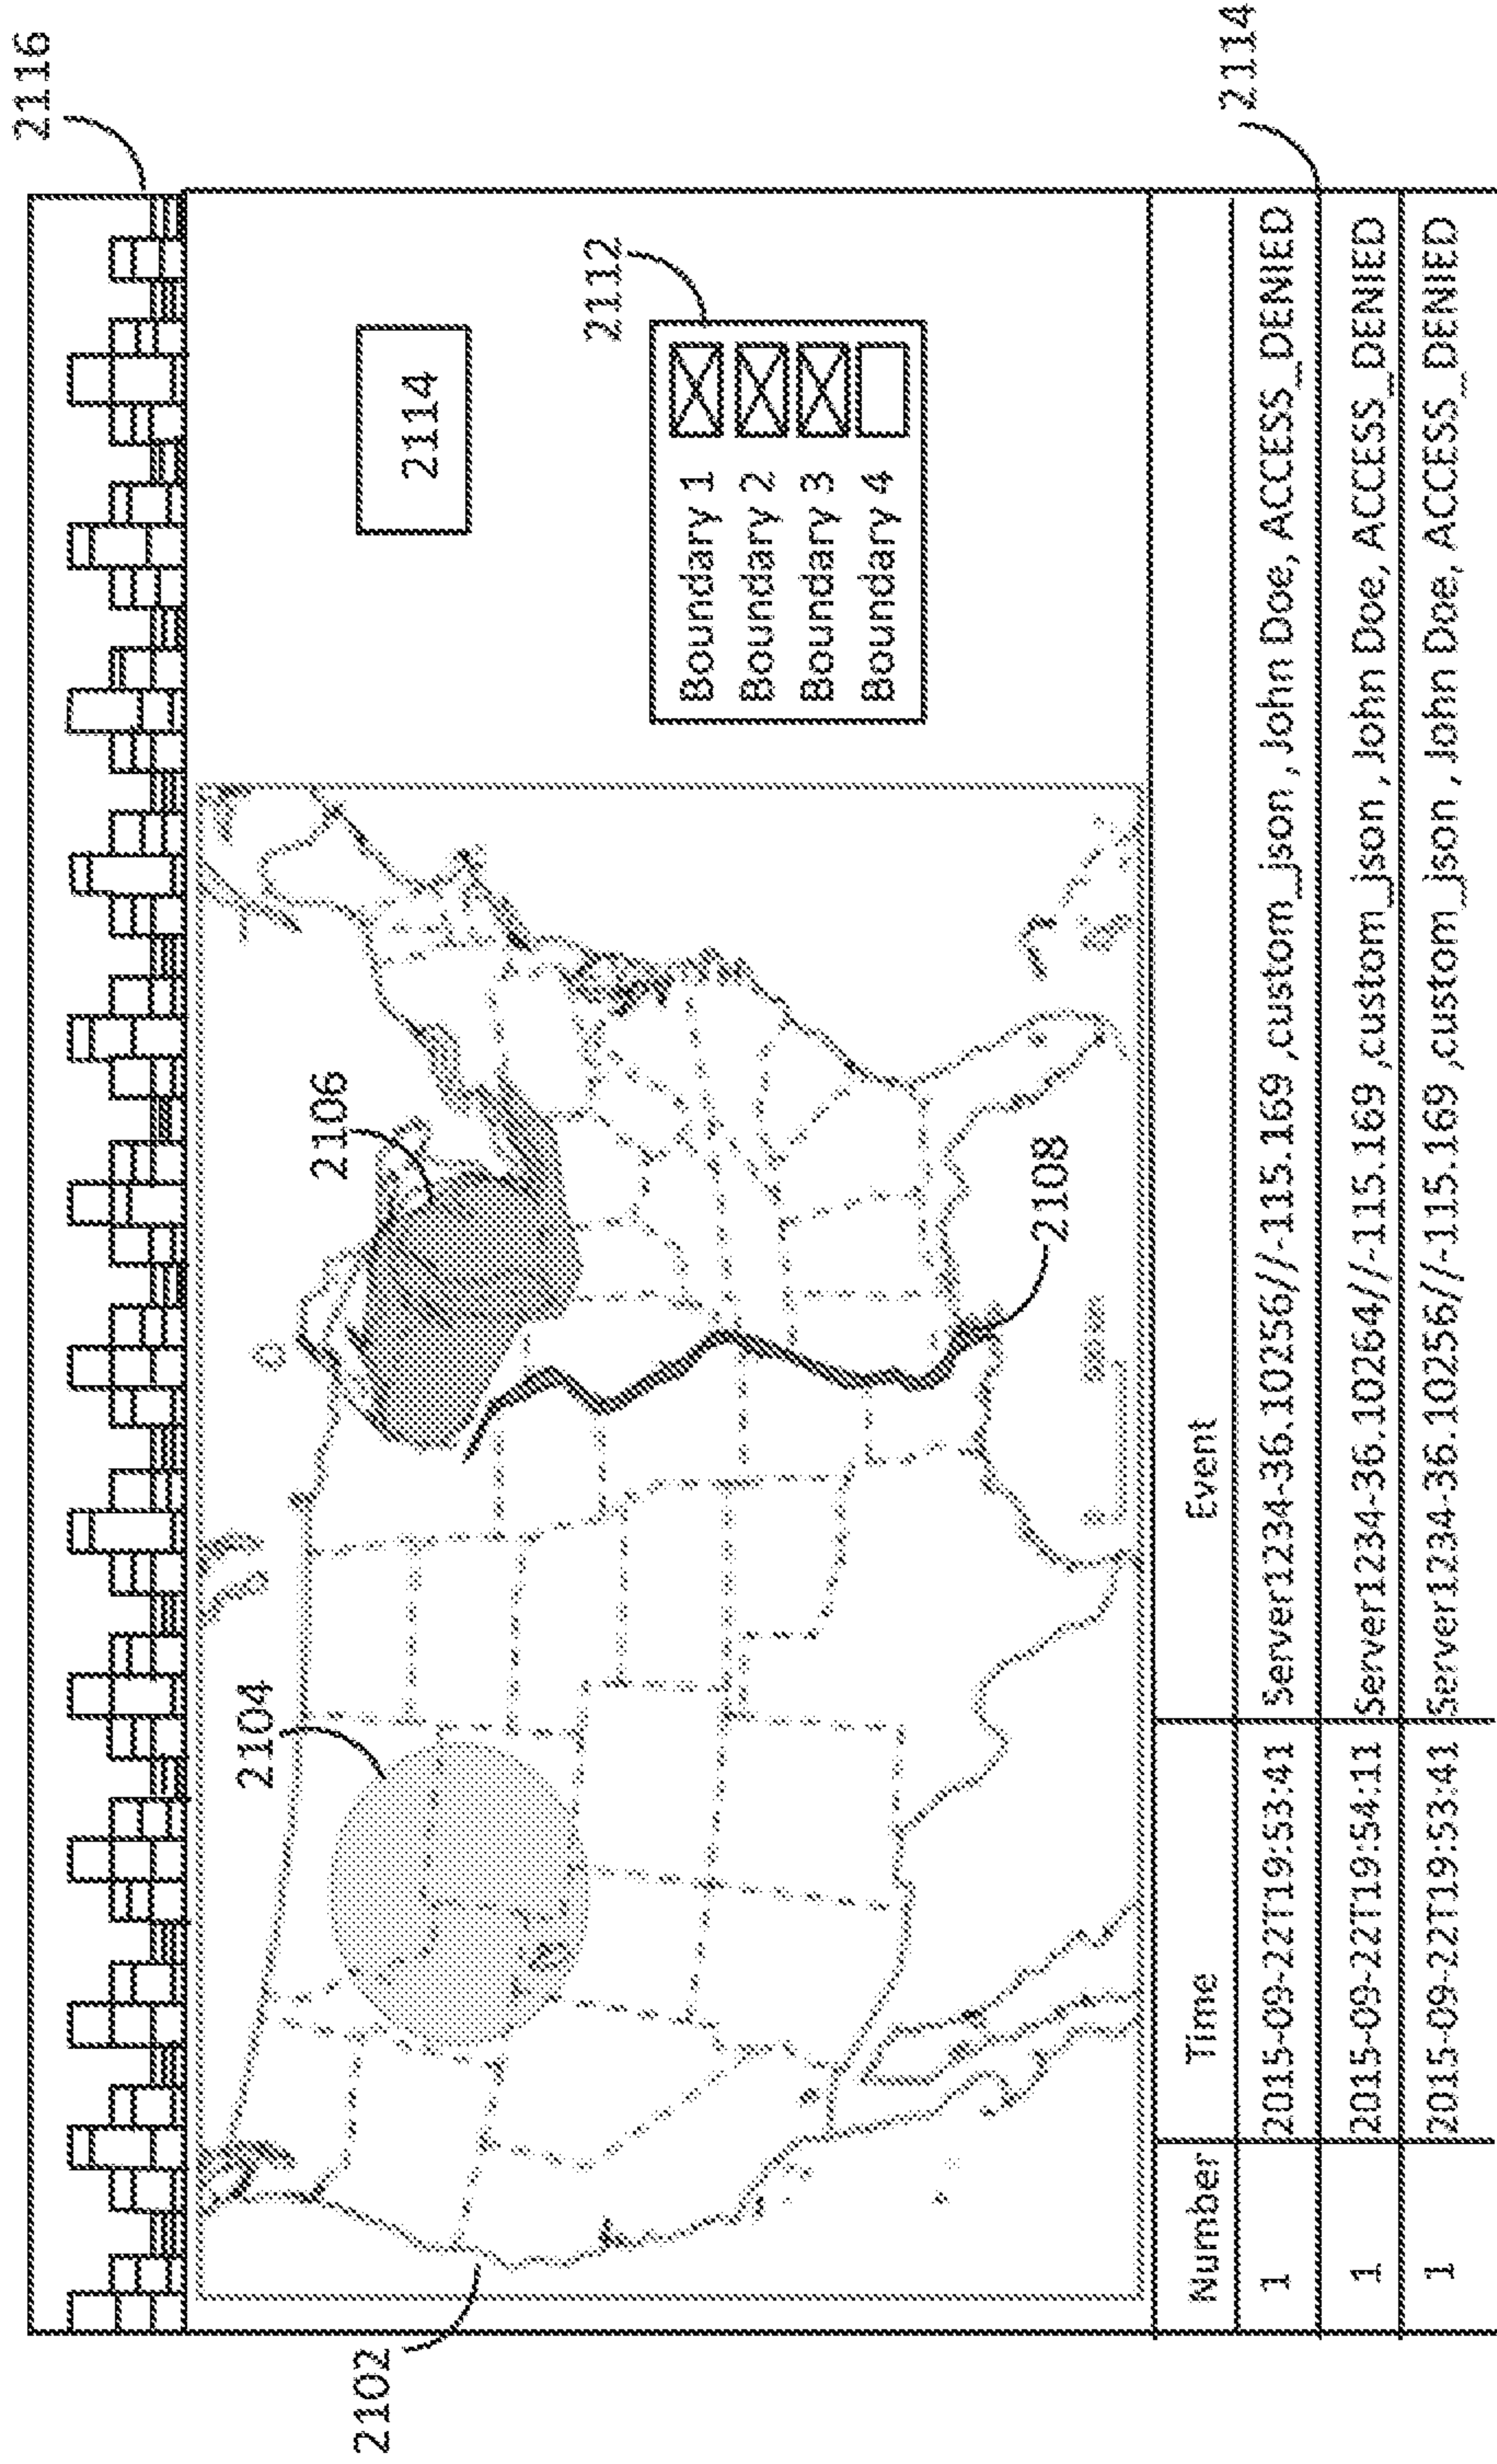 2116
2114
2112
Boundary 1
Boundary 2
Boundary 3
Boundary 4
2104
2106
2108
2102
Number Time Event
1 2015-09-22T19:53:41 Server1234-36.10256//-115.169 ,custom_json , John Doe, ACCESS_DENIED
2114
1 2015-09-22T19:54:11 Server1234-36.10264//-115.169 ,custom_json , John Doe, ACCESS_DENIED
1 2015-09-22T19:53:41 Server1234-36.10256//-115.169 ,custom_json , John Doe, ACCESS_DENIED